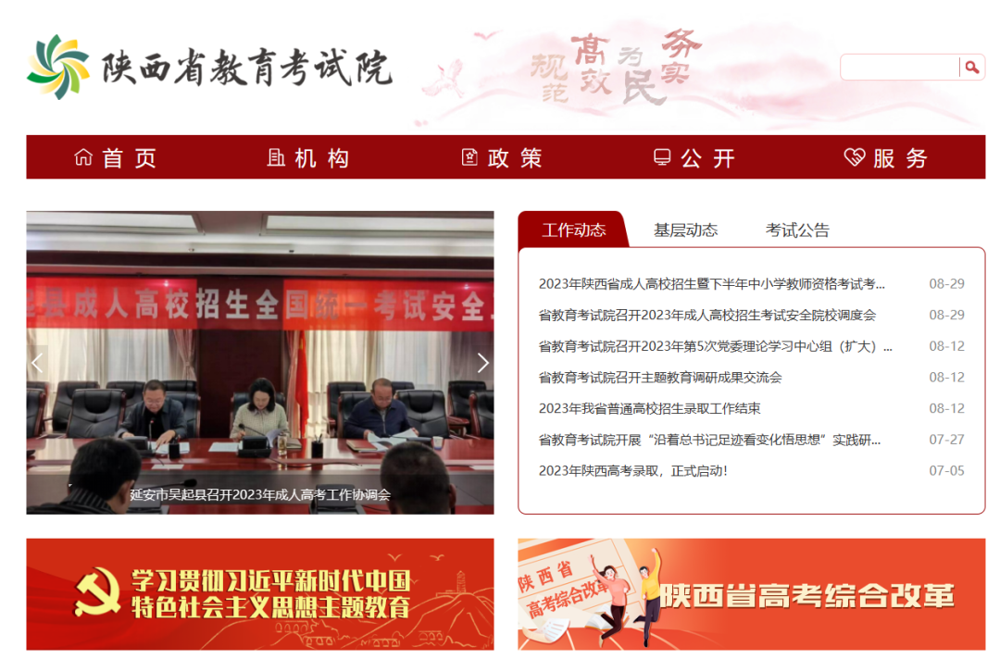 陕西省教育考试院
规范
高效
为民
务实
首页
机构
政策
公开
服务
起县成人高校招生全国统一考试安全工
延安市吴起县召开2023年成人高考工作协调会
工作动态 基层动态 考试公告
2023年陕西省成人高校招生暨下半年中小学教师资格考试考... 08-29
省教育考试院召开2023年成人高校招生考试安全院校调度会 08-29
省教育考试院召开2023年第5次党委理论学习中心组（扩大）... 08-12
省教育考试院召开主题教育调研成果交流会 08-12
2023年我省普通高校招生录取工作结束 08-12
省教育考试院开展“沿着总书记足迹看变化悟思想”实践研... 07-27
2023年陕西高考录取，正式启动！ 07-05
学习贯彻习近平新时代中国
特色社会主义思想主题教育
陕西省
高考综合改革
陕西省高考综合改革